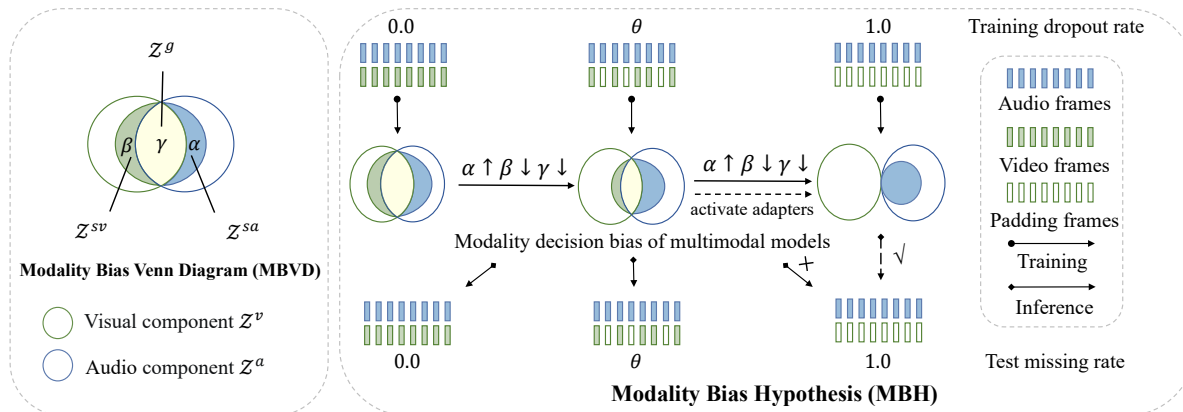 𝒵^g
β γ α
𝒵^sv 𝒵^sa
Modality Bias Venn Diagram (MBVD)
Visual component 𝒵^v
Audio component 𝒵^a
0.0 θ 1.0 Training dropout rate
α ↑ β ↓ γ ↓
α ↑ β ↓ γ ↓
activate adapters
Modality decision bias of multimodal models
× √
0.0 θ 1.0 Test missing rate
Modality Bias Hypothesis (MBH)
Audio frames
Video frames
Padding frames
Training
Inference